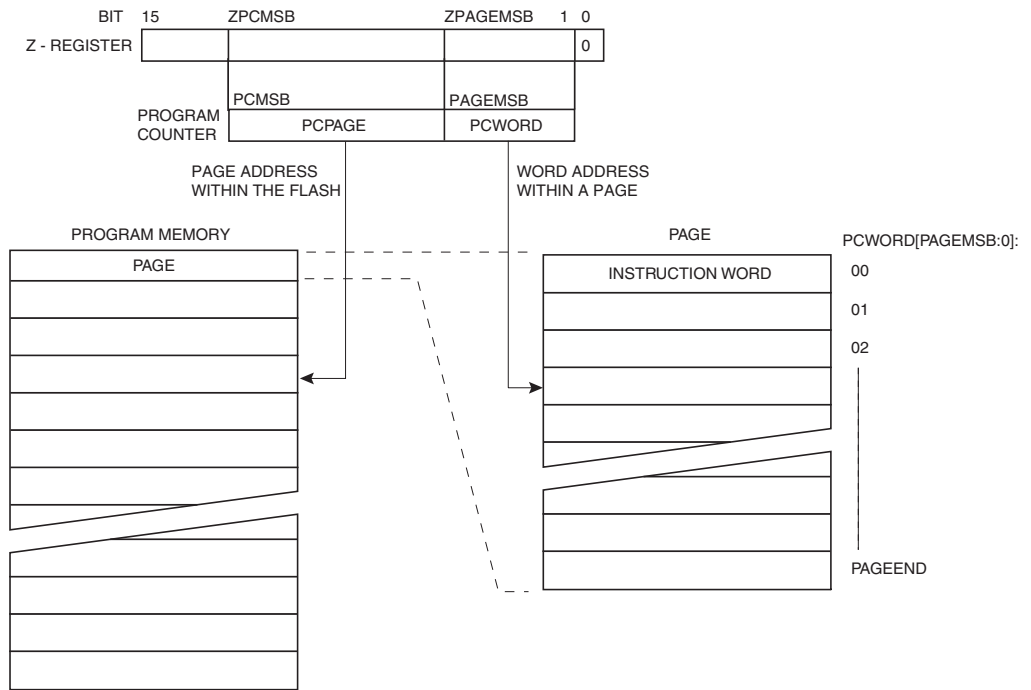 BIT 15 ZPCMSB ZPAGEMSB 1 0
Z - REGISTER 0
PCMSB PAGEMSB
PROGRAM
COUNTER
PCPAGE PCWORD
PAGE ADDRESS
WITHIN THE FLASH
WORD ADDRESS
WITHIN A PAGE
PROGRAM MEMORY
PAGE
PAGE
PCWORD[PAGEMSB:0]:
INSTRUCTION WORD
00
01
02
PAGEEND